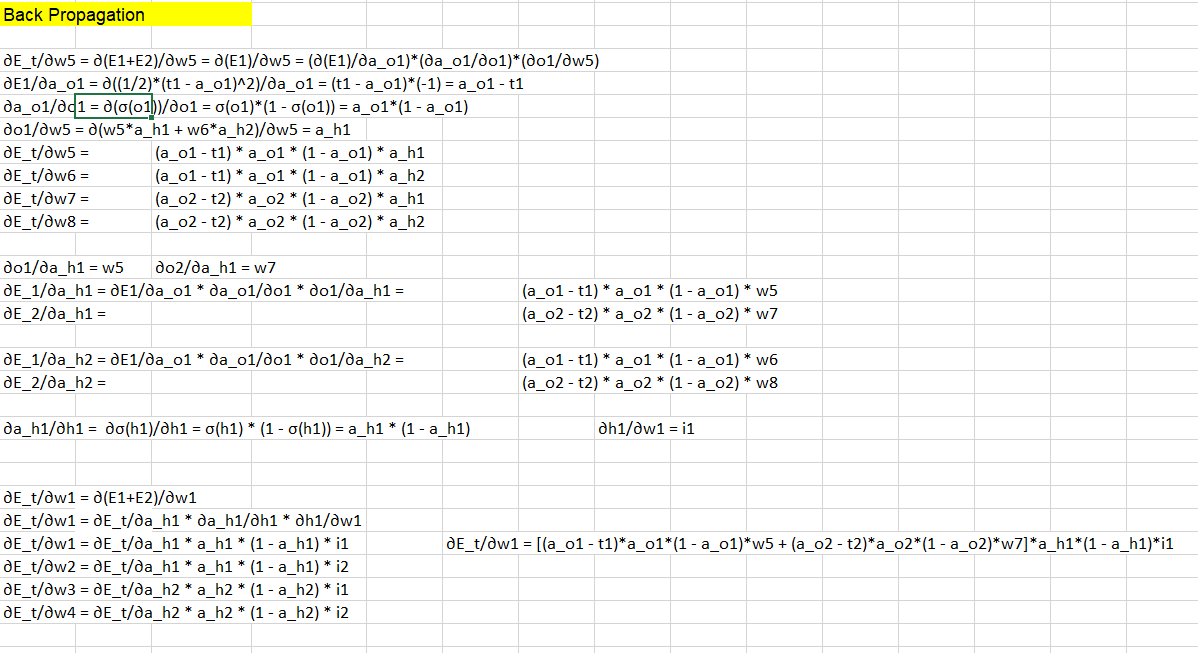 Back Propagation
∂E_t/∂w5 = ∂(E1+E2)/∂w5 = ∂(E1)/∂w5 = (∂(E1)/∂a_o1)*(∂a_o1/∂o1)*(∂o1/∂w5)
∂E1/∂a_o1 = ∂((1/2)*(t1 - a_o1)^2)/∂a_o1 = (t1 - a_o1)*(-1) = a_o1 - t1
∂a_o1/∂o1 = ∂(σ(o1))/∂o1 = σ(o1)*(1 - σ(o1)) = a_o1*(1 - a_o1)
∂o1/∂w5 = ∂(w5*a_h1 + w6*a_h2)/∂w5 = a_h1
∂E_t/∂w5 = (a_o1 - t1) * a_o1 * (1 - a_o1) * a_h1
∂E_t/∂w6 = (a_o1 - t1) * a_o1 * (1 - a_o1) * a_h2
∂E_t/∂w7 = (a_o2 - t2) * a_o2 * (1 - a_o2) * a_h1
∂E_t/∂w8 = (a_o2 - t2) * a_o2 * (1 - a_o2) * a_h2
∂o1/∂a_h1 = w5 ∂o2/∂a_h1 = w7
∂E_1/∂a_h1 = ∂E1/∂a_o1 * ∂a_o1/∂o1 * ∂o1/∂a_h1 = (a_o1 - t1) * a_o1 * (1 - a_o1) * w5
∂E_2/∂a_h1 = (a_o2 - t2) * a_o2 * (1 - a_o2) * w7
∂E_1/∂a_h2 = ∂E1/∂a_o1 * ∂a_o1/∂o1 * ∂o1/∂a_h2 = (a_o1 - t1) * a_o1 * (1 - a_o1) * w6
∂E_2/∂a_h2 = (a_o2 - t2) * a_o2 * (1 - a_o2) * w8
∂a_h1/∂h1 = ∂σ(h1)/∂h1 = σ(h1) * (1 - σ(h1)) = a_h1 * (1 - a_h1) ∂h1/∂w1 = i1
∂E_t/∂w1 = ∂(E1+E2)/∂w1
∂E_t/∂w1 = ∂E_t/∂a_h1 * ∂a_h1/∂h1 * ∂h1/∂w1
∂E_t/∂w1 = ∂E_t/∂a_h1 * a_h1 * (1 - a_h1) * i1 ∂E_t/∂w1 = [(a_o1 - t1)*a_o1*(1 - a_o1)*w5 + (a_o2 - t2)*a_o2*(1 - a_o2)*w7]*a_h1*(1 - a_h1)*i1
∂E_t/∂w2 = ∂E_t/∂a_h1 * a_h1 * (1 - a_h1) * i2
∂E_t/∂w3 = ∂E_t/∂a_h2 * a_h2 * (1 - a_h2) * i1
∂E_t/∂w4 = ∂E_t/∂a_h2 * a_h2 * (1 - a_h2) * i2